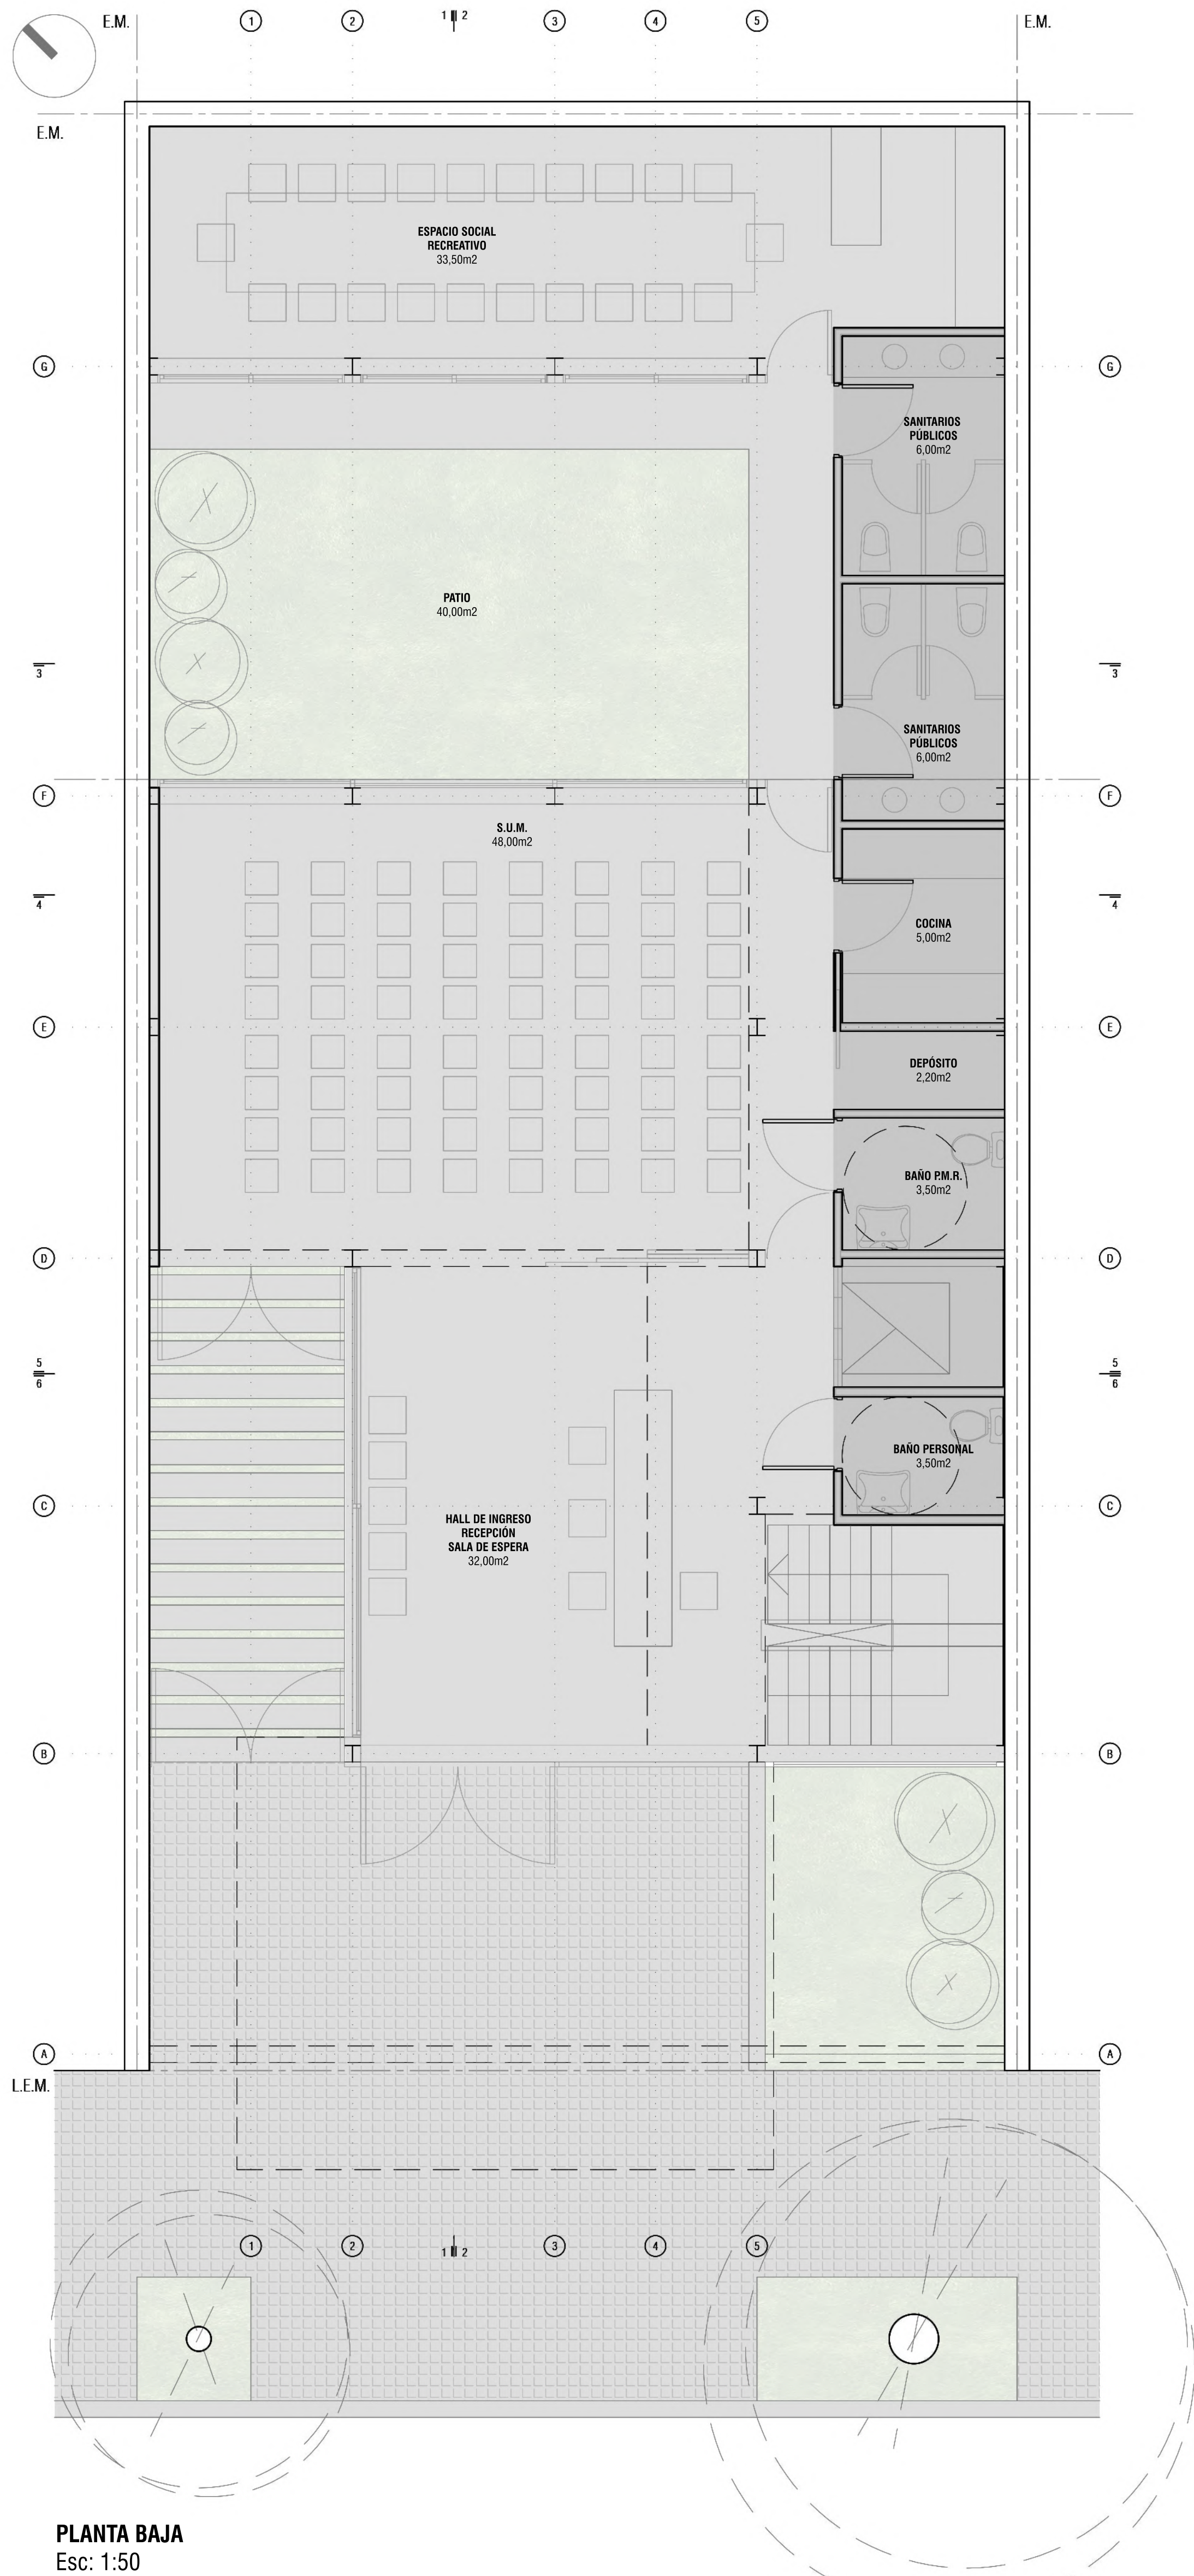 E.M.
1
2
1 2
3
4
5
E.M.
E.M.
ESPACIO SOCIAL
RECREATIVO
33,50m2
G
G
SANITARIOS
PÚBLICOS
6,00m2
PATIO
40,00m2
3
3
SANITARIOS
PÚBLICOS
6,00m2
F
F
S.U.M.
48,00m2
4
4
COCINA
5,00m2
E
E
DEPÓSITO
2,20m2
BAÑO P.M.R.
3,50m2
D
D
5
6
5
6
BAÑO PERSONAL
3,50m2
C
C
HALL DE INGRESO
RECEPCIÓN
SALA DE ESPERA
32,00m2
B
B
A
A
L.E.M.
1
2
1 2
3
4
5
PLANTA BAJA
Esc: 1:50